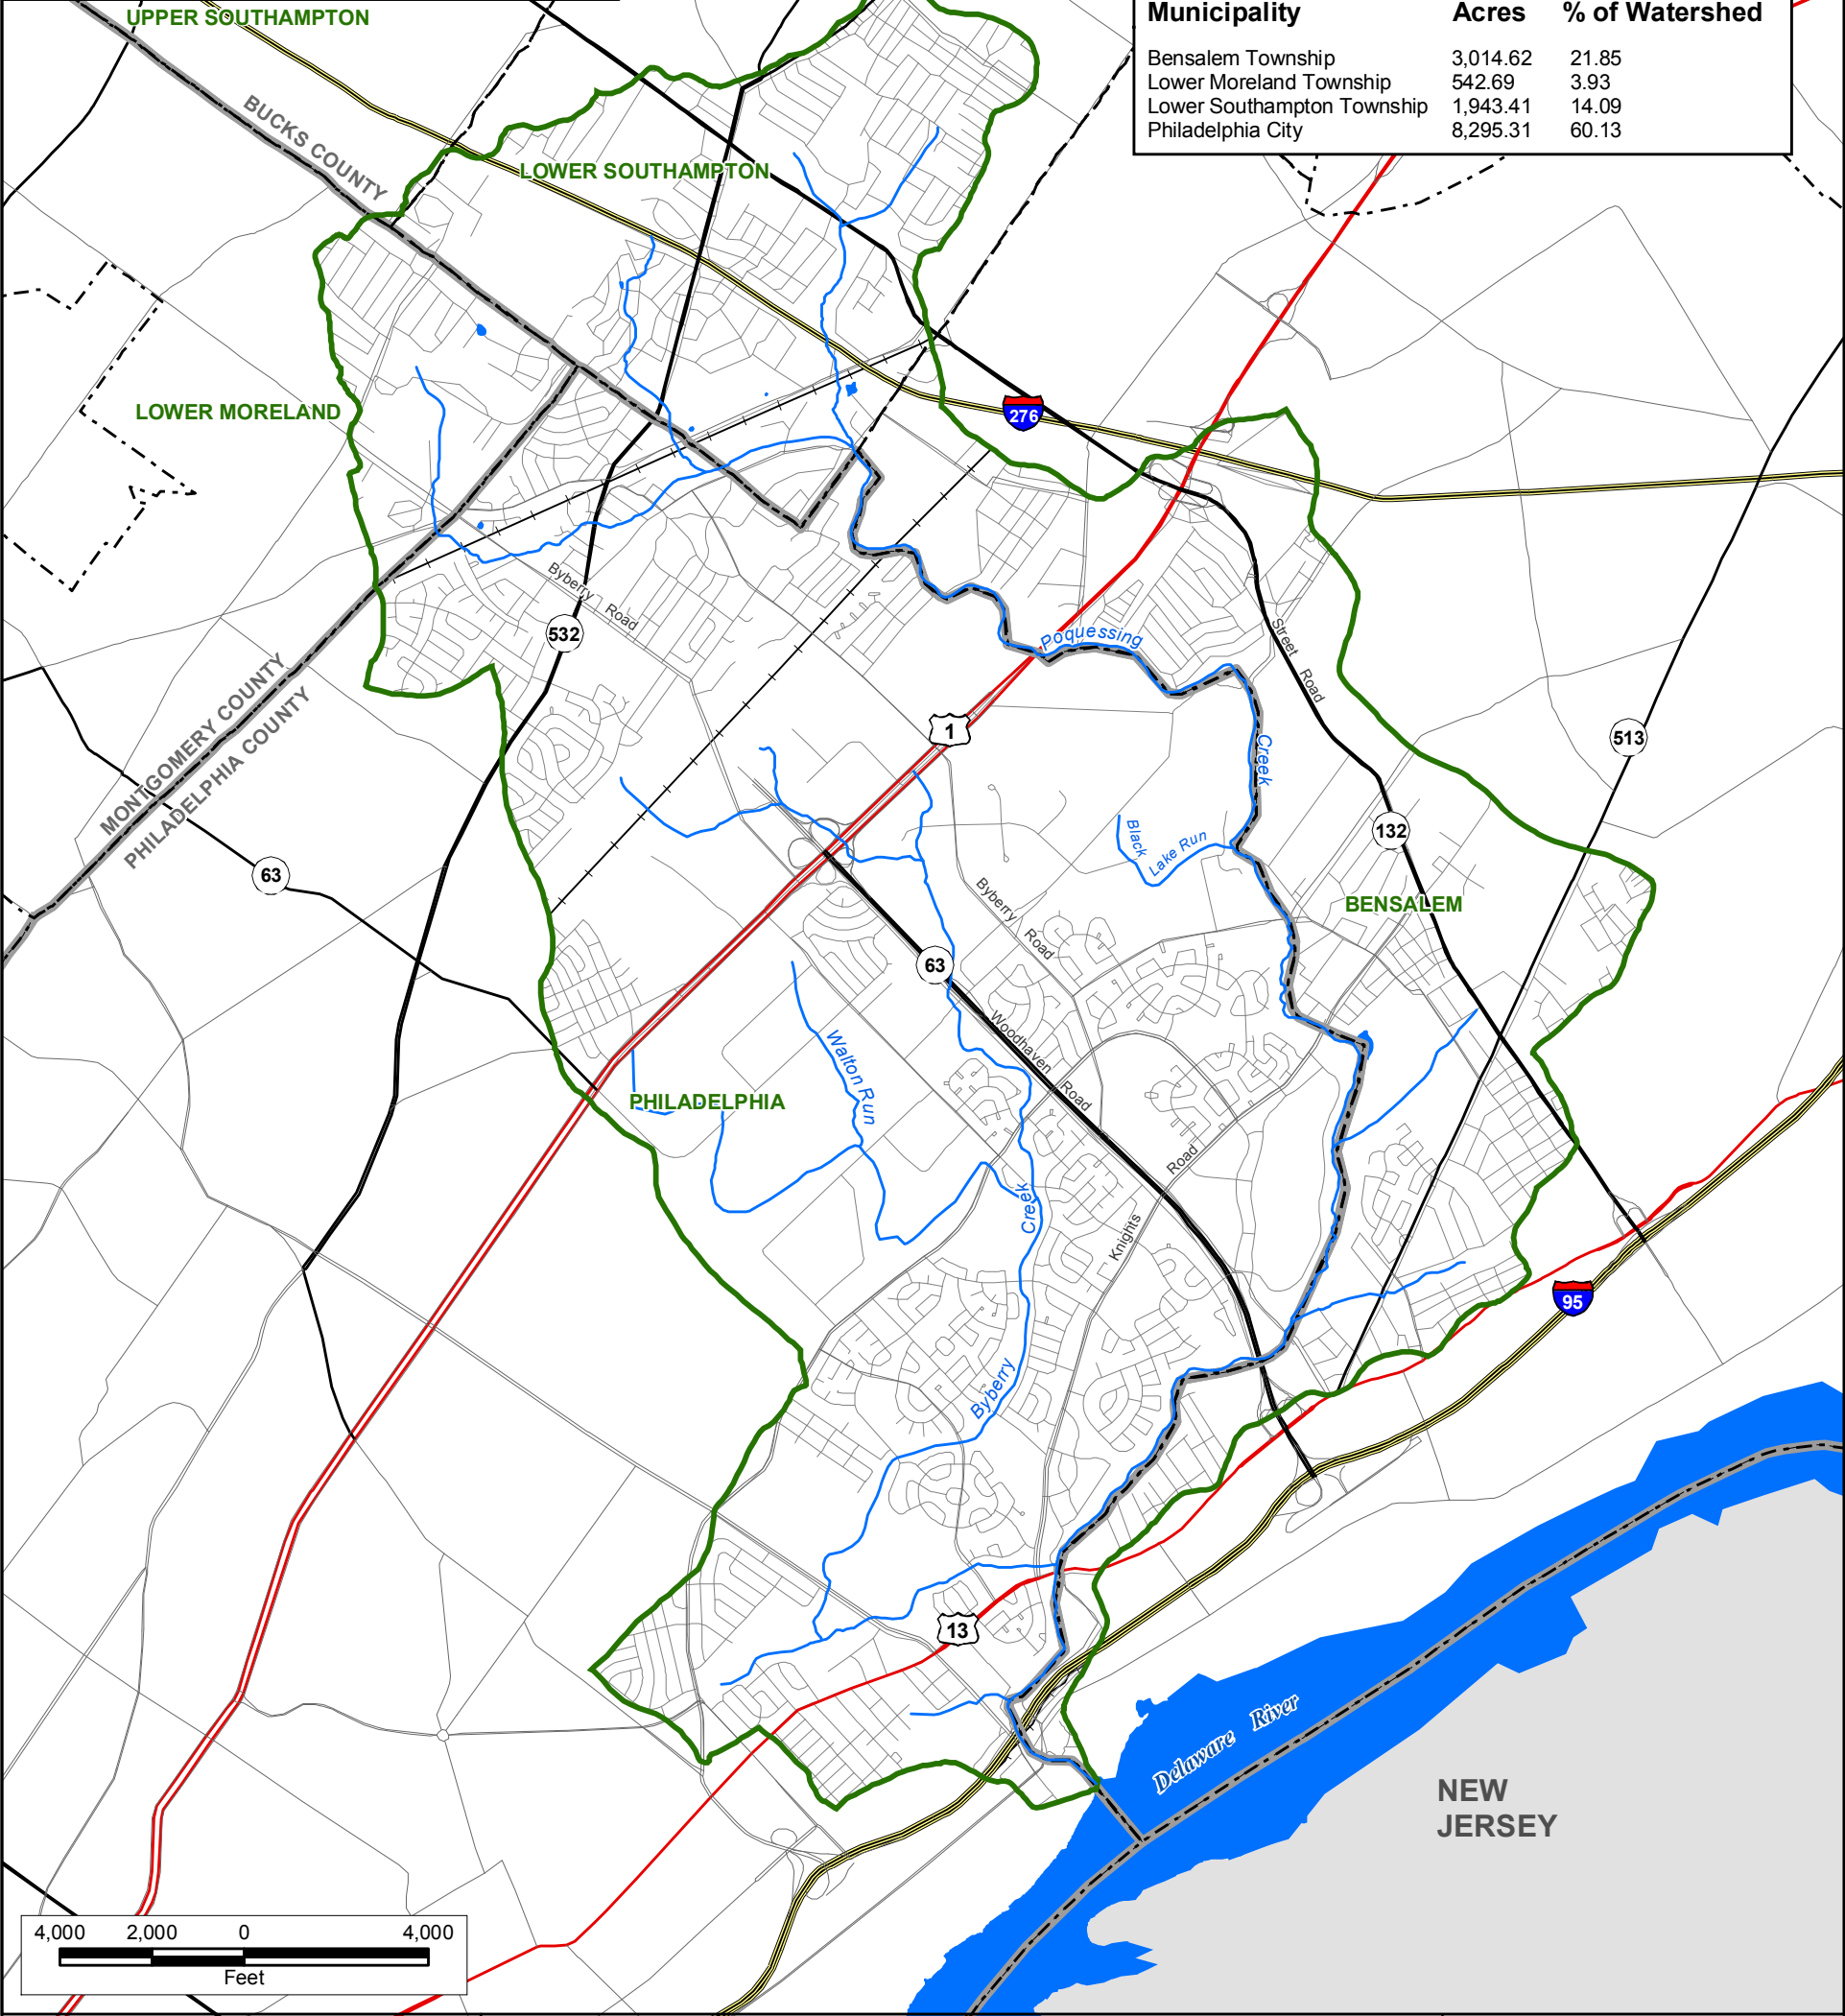 UPPER SOUTHAMPTON
Municipality Acres % of Watershed
Bensalem Township 3,014.62 21.85
Lower Moreland Township 542.69 3.93
Lower Southampton Township 1,943.41 14.09
Philadelphia City 8,295.31 60.13
BUCKS COUNTY
LOWER SOUTHAMPTON
LOWER MORELAND
276
Byberry Road
532
Poquessing
Creek
Street Road
MONTGOMERY COUNTY
PHILADELPHIA COUNTY
1
513
132
Black
Lake Run
63
BENSALEM
Byberry Road
63
Woodhaven Road
Walton Run
PHILADELPHIA
Knights Road
Byberry Creek
95
13
Delaware River
NEW
JERSEY
4,000 2,000 0 4,000
Feet